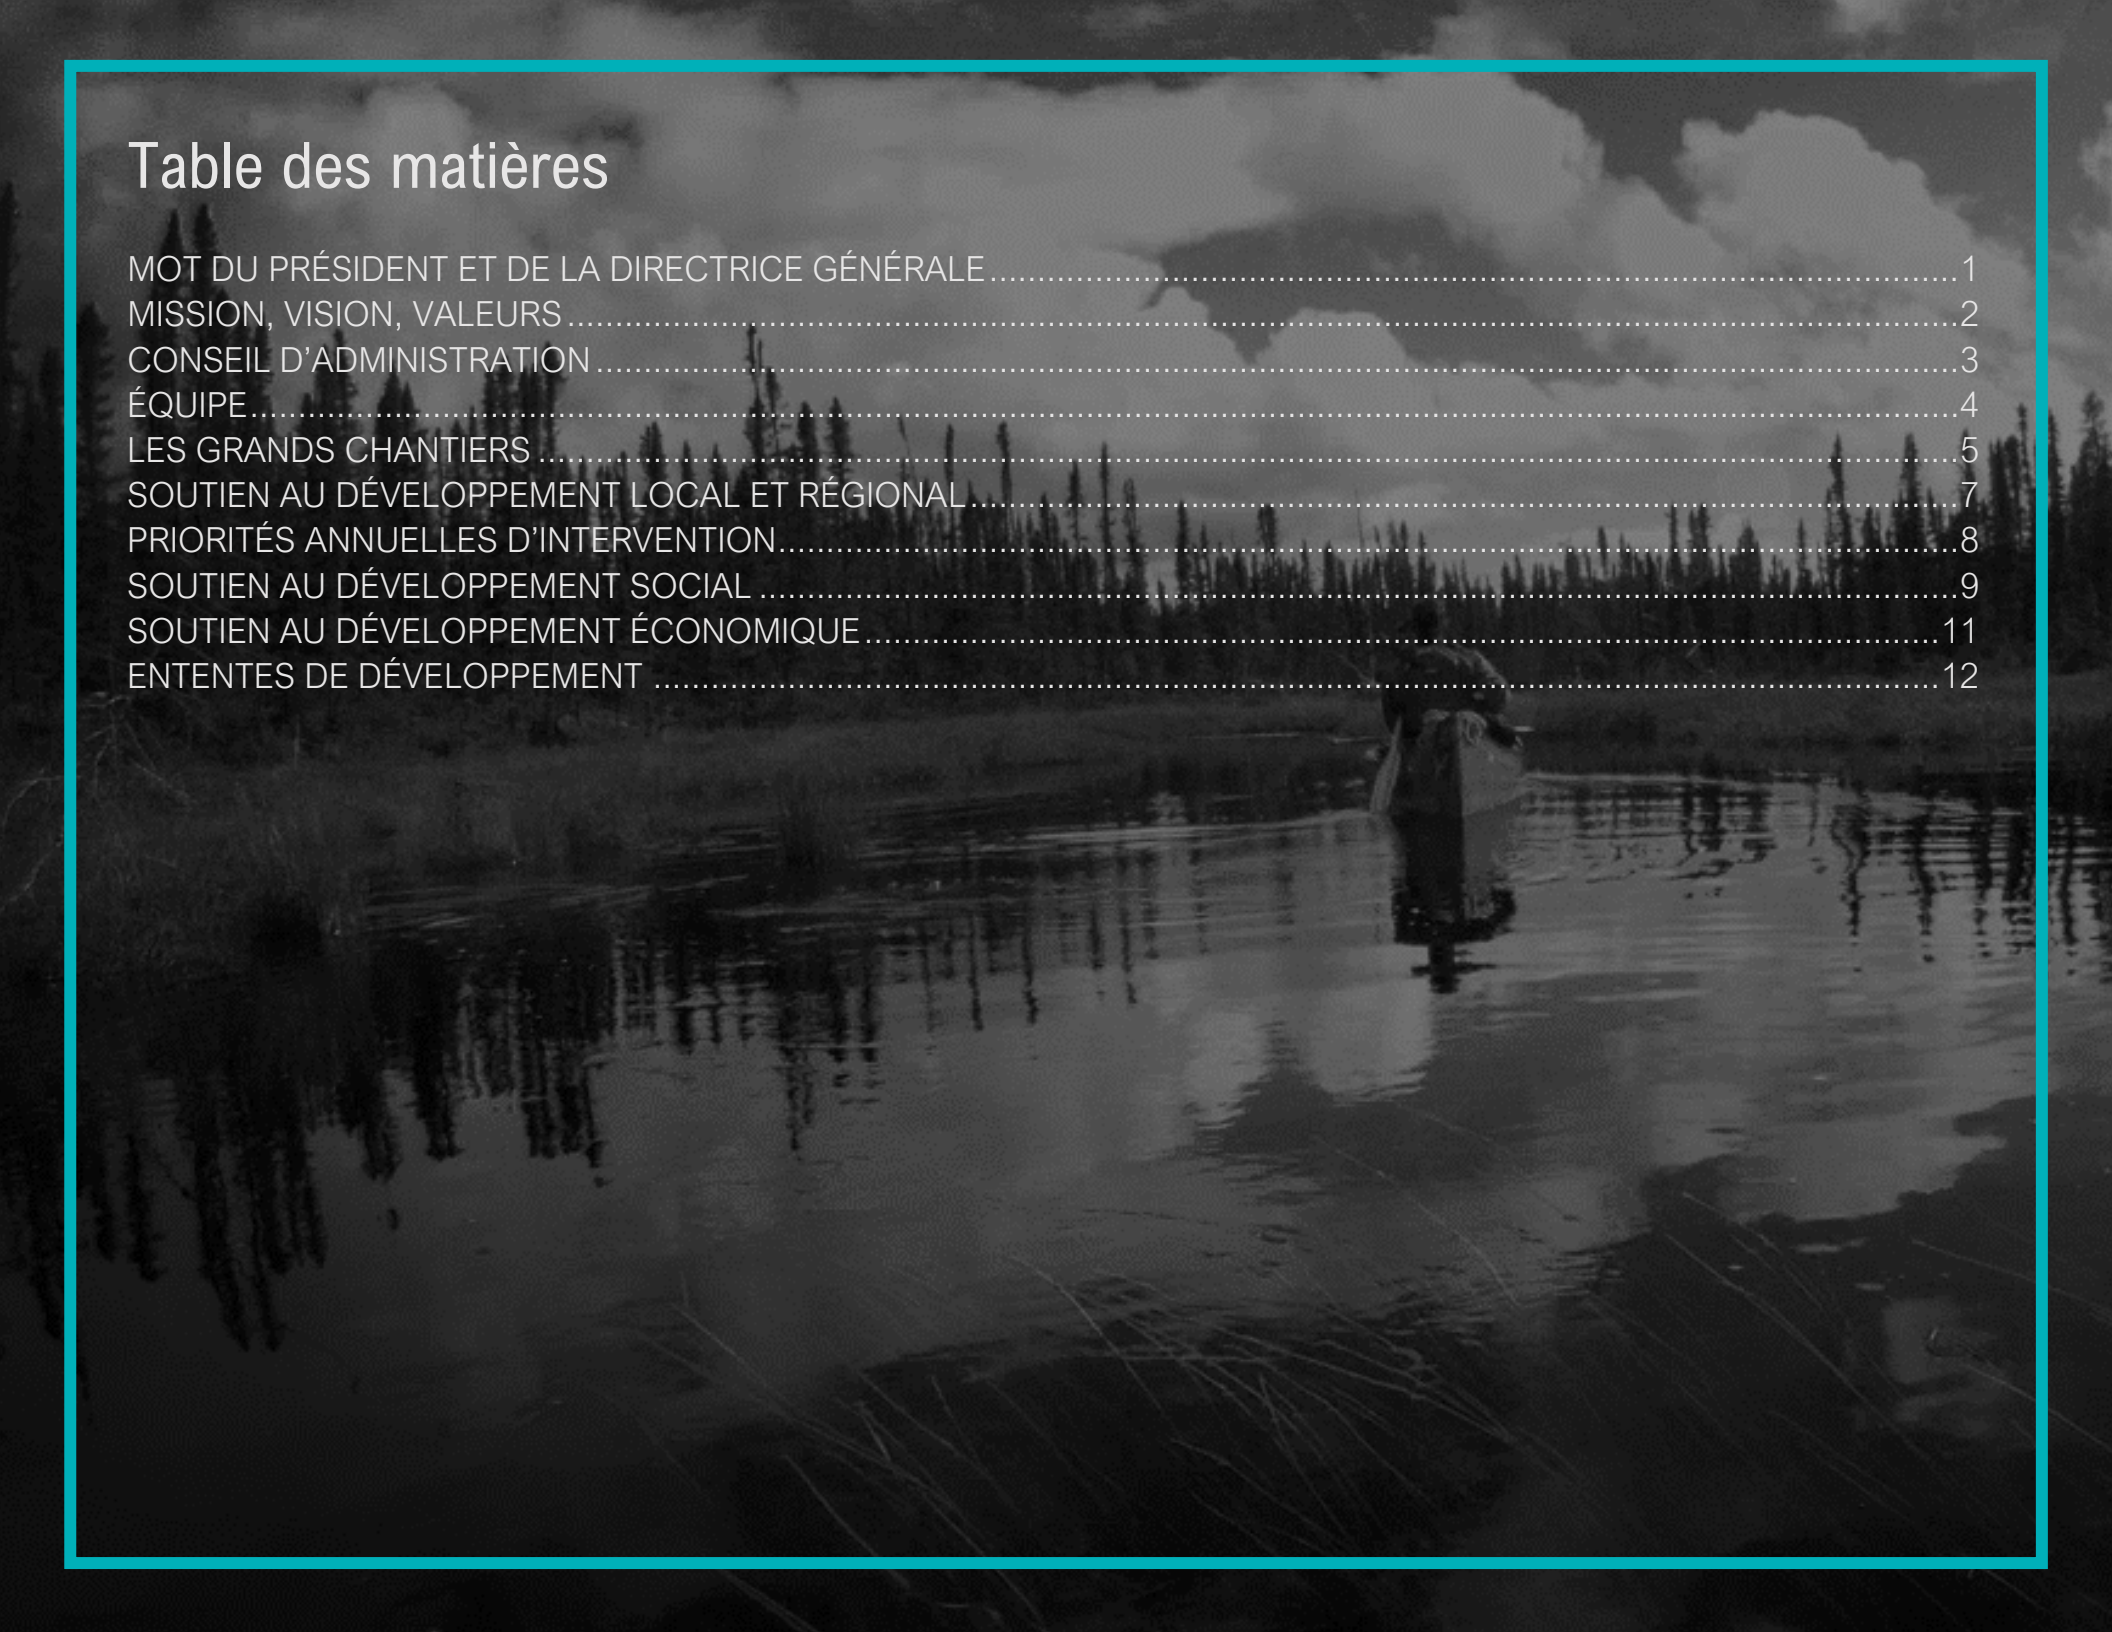 Table des matières
MOT DU PRÉSIDENT ET DE LA DIRECTRICE GÉNÉRALE....................1
MISSION, VISION, VALEURS....................2
CONSEIL D’ADMINISTRATION....................3
ÉQUIPE....................4
LES GRANDS CHANTIERS....................5
SOUTIEN AU DÉVELOPPEMENT LOCAL ET RÉGIONAL....................7
PRIORITÉS ANNUELLES D’INTERVENTION....................8
SOUTIEN AU DÉVELOPPEMENT SOCIAL....................9
SOUTIEN AU DÉVELOPPEMENT ÉCONOMIQUE....................11
ENTENTES DE DÉVELOPPEMENT....................12